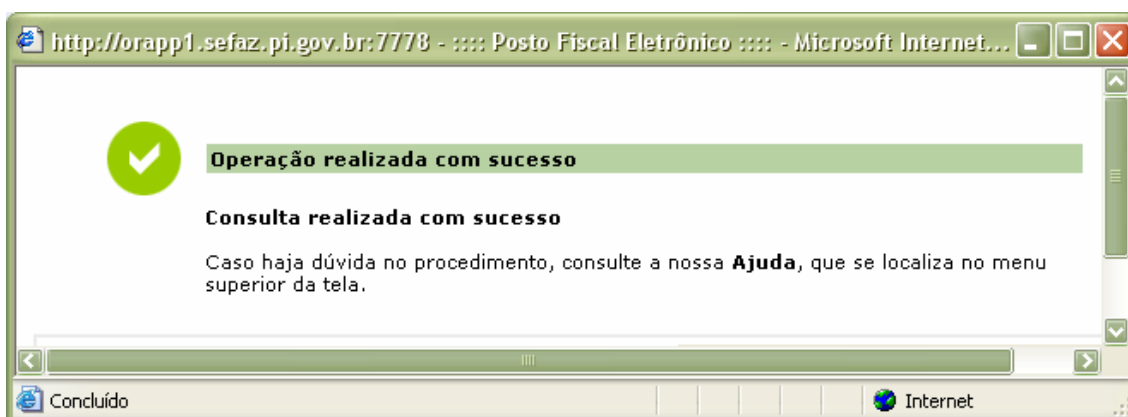 http://orapp1.sefaz.pi.gov.br:7778 - :::: Posto Fiscal Eletrônico :::: - Microsoft Internet...
Operação realizada com sucesso
Consulta realizada com sucesso
Caso haja dúvida no procedimento, consulte a nossa Ajuda, que se localiza no menu
superior da tela.
Concluído
Internet